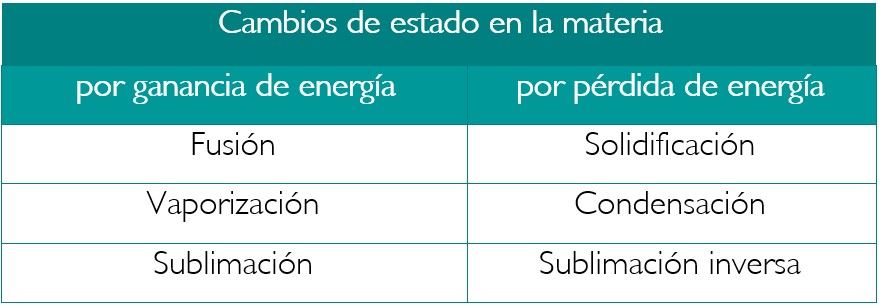 Cambios de estado en la materia
por ganancia de energía por pérdida de energía
Fusión Solidificación
Vaporización Condensación
Sublimación Sublimación inversa